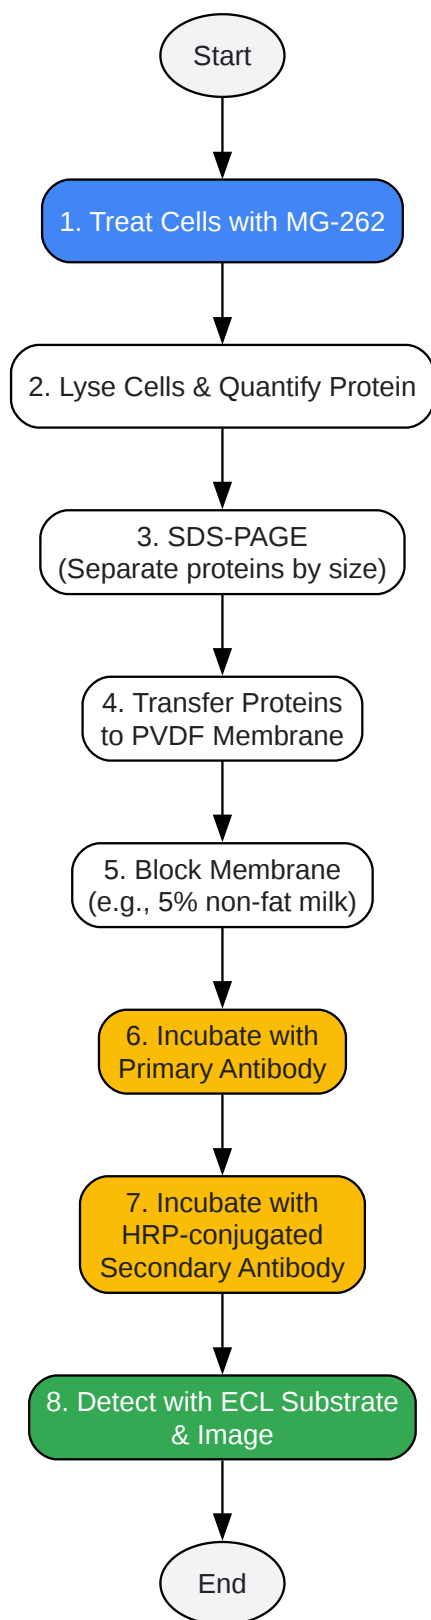 Start
1. Treat Cells with MG-262
2. Lyse Cells & Quantify Protein
3. SDS-PAGE
(Separate proteins by size)
4. Transfer Proteins
to PVDF Membrane
5. Block Membrane
(e.g., 5% non-fat milk)
6. Incubate with
Primary Antibody
7. Incubate with
HRP-conjugated
Secondary Antibody
8. Detect with ECL Substrate
& Image
End